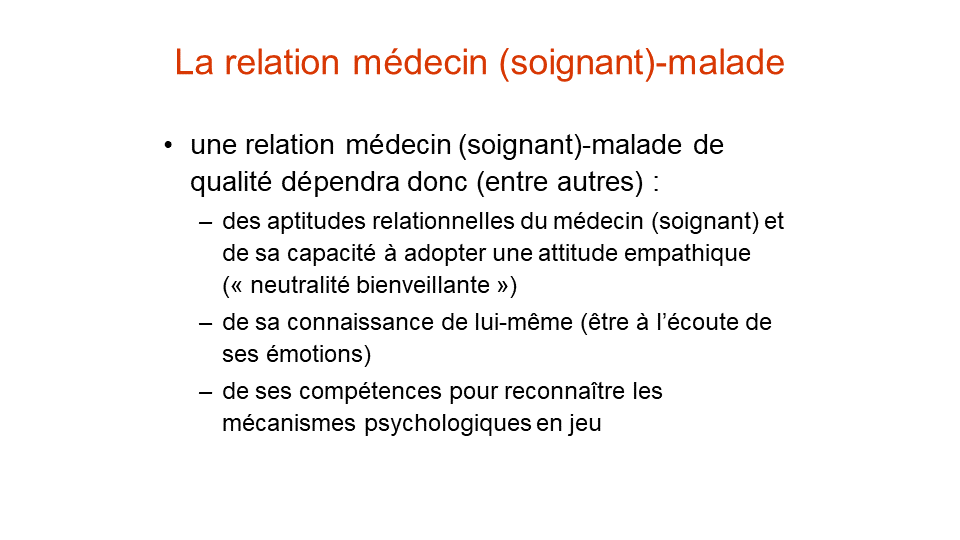 La relation médecin (soignant)-malade
• une relation médecin (soignant)-malade de
qualité dépendra donc (entre autres) :
– des aptitudes relationnelles du médecin (soignant) et
de sa capacité à adopter une attitude empathique
(« neutralité bienveillante »)
– de sa connaissance de lui-même (être à l’écoute de
ses émotions)
– de ses compétences pour reconnaître les
mécanismes psychologiques en jeu